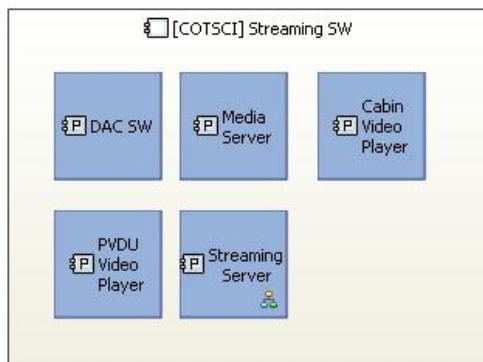 [COTSCI] Streaming SW
P DAC SW
P Media
Server
P Cabin
Video
Player
P PVDU
Video
Player
P Streaming
Server